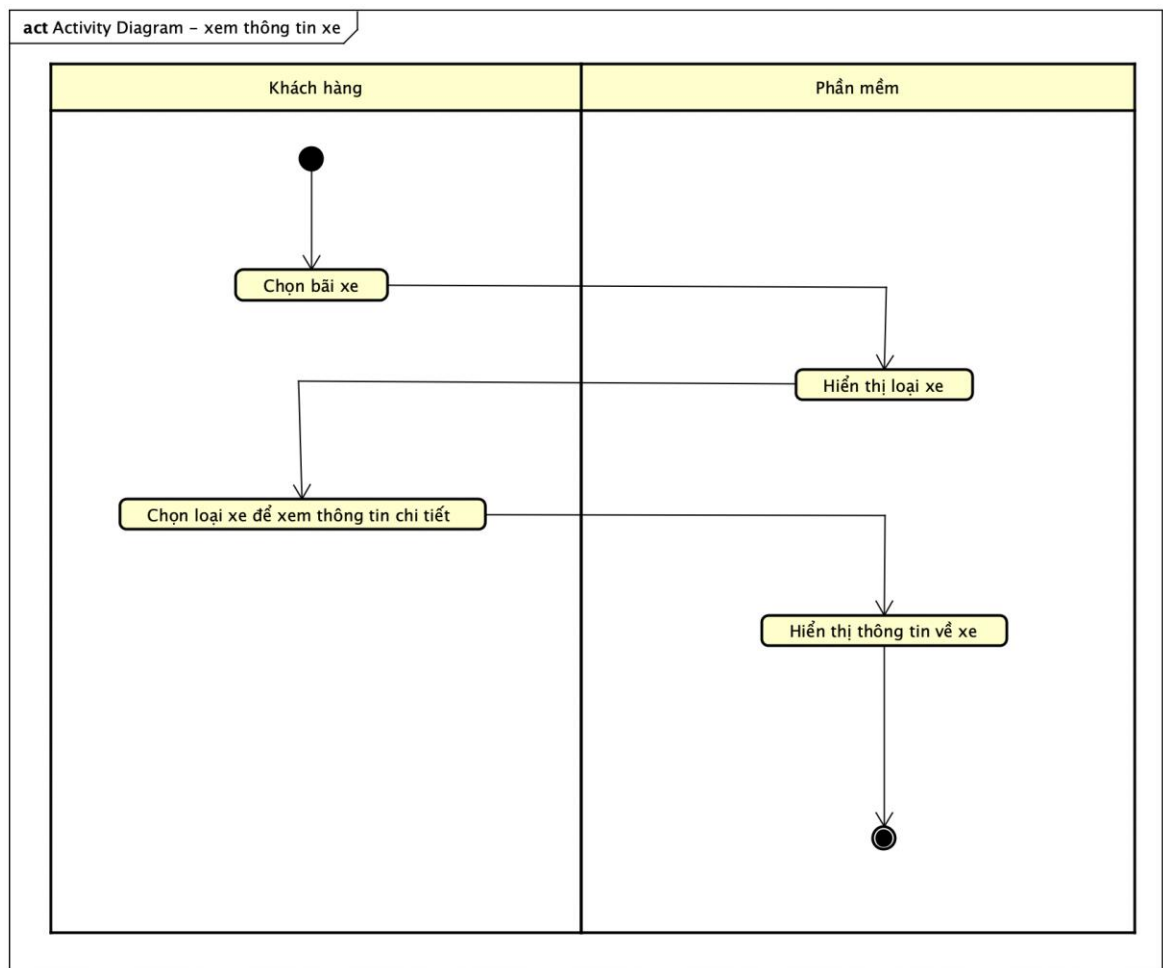 act Activity Diagram – xem thông tin xe
Khách hàng
Phần mềm
Chọn bãi xe
Hiển thị loại xe
Chọn loại xe để xem thông tin chi tiết
Hiển thị thông tin về xe